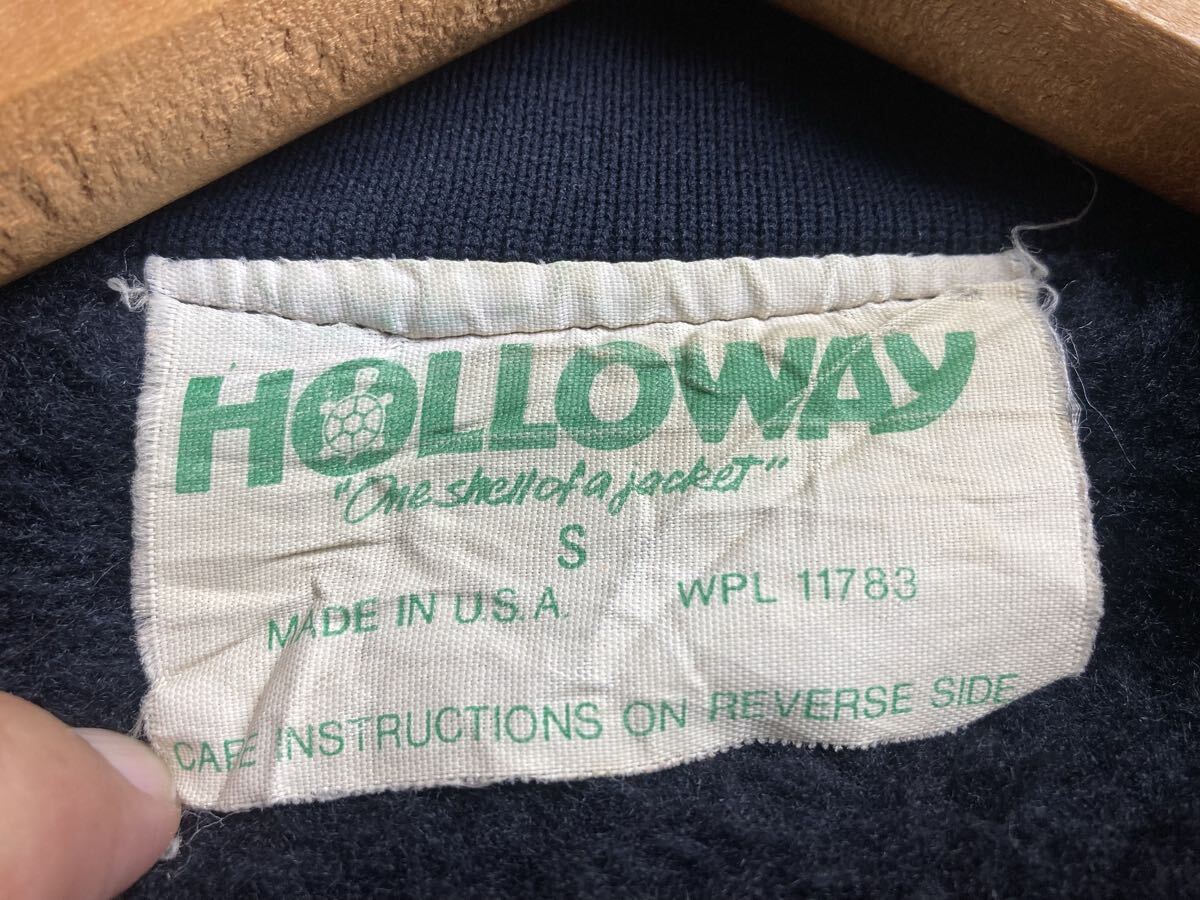 HOLLOWAY
"One shell of a jacket"
S
MADE IN U.S.A. WPL 11783
CARE INSTRUCTIONS ON REVERSE SIDE